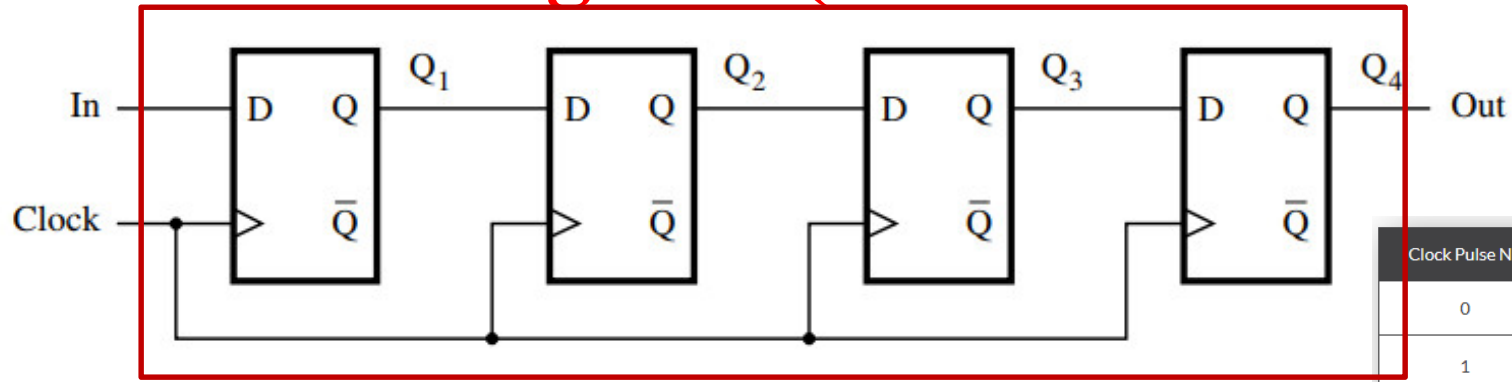 Q₁ Q₂ Q₃ Q₄
In D Q D Q D Q D Q Out
Clock Q̅ Q̅ Q̅ Q̅
Clock Pulse N
0
1